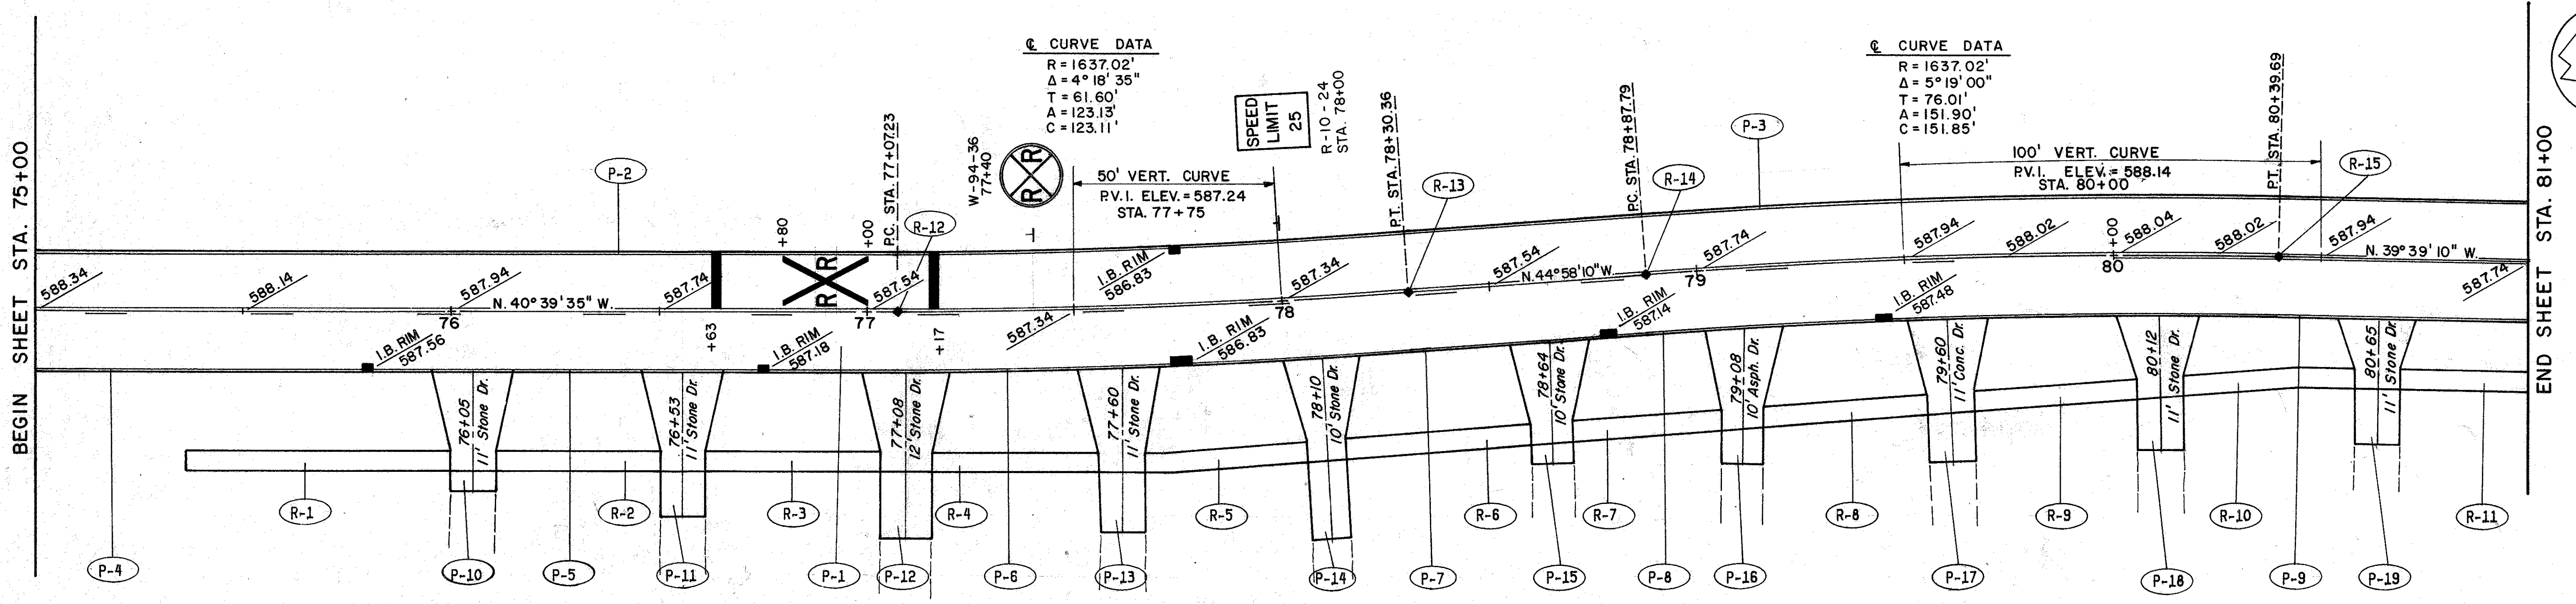 BEGIN SHEET STA. 75+00
℄ CURVE DATA
R = 1637.02'
Δ = 4° 18' 35"
T = 61.60'
A = 123.13'
C = 123.11'
℄ CURVE DATA
R = 1637.02'
Δ = 5° 19' 00"
T = 76.01'
A = 151.90'
C = 151.85'
SPEED
LIMIT
25
R-10-24
STA. 78+00
W-94-36
77+40
R R
P.C. STA. 77+07.23
P.T. STA. 78+30.36
P.C. STA. 78+87.79
P.T. STA. 80+39.69
50' VERT. CURVE
P.V.I. ELEV. = 587.24
STA. 77+75
100' VERT. CURVE
P.V.I. ELEV. = 588.14
STA. 80+00
P-2
R-12
R-13
R-14
P-3
R-15
+80
+00
R R
588.34
588.14
587.94
587.74
587.54
587.34
587.34
587.54
587.74
587.94
588.02
+00
588.04
588.02
587.94
587.74
N. 40° 39' 35" W.
N. 44° 58' 10" W.
N. 39° 39' 10" W.
76
77
78
79
80
+63
+17
I.B. RIM
587.56
I.B. RIM
587.18
I.B. RIM
586.83
I.B. RIM
586.83
I.B. RIM
587.14
I.B. RIM
587.48
76+05
11' Stone Dr.
76+53
11' Stone Dr.
77+08
12' Stone Dr.
77+60
11' Stone Dr.
78+10
10' Stone Dr.
78+64
10' Stone Dr.
79+08
10' Asph. Dr.
79+60
11' Conc. Dr.
80+12
11' Stone Dr.
80+65
11' Stone Dr.
R-1
R-2
R-3
R-4
R-5
R-6
R-7
R-8
R-9
R-10
R-11
P-4
P-10
P-5
P-11
P-1
P-12
P-6
P-13
P-14
P-7
P-15
P-8
P-16
P-17
P-18
P-9
P-19
END SHEET STA. 81+00